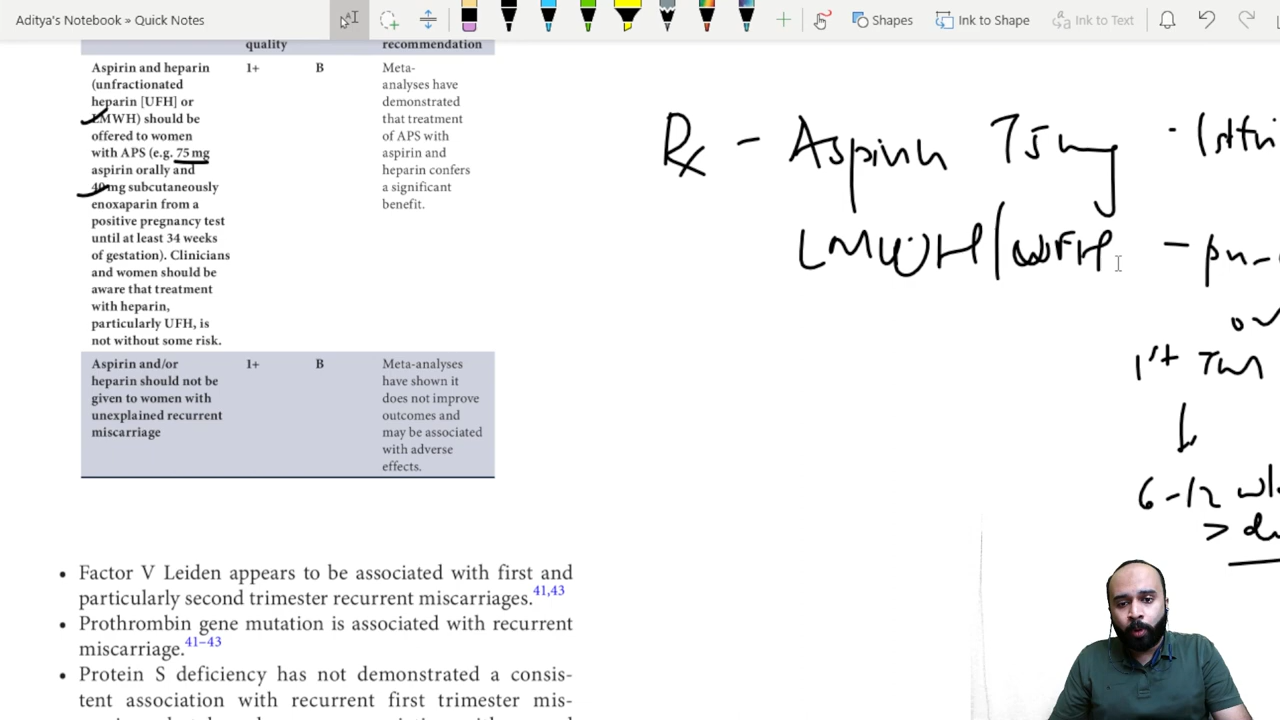 Aditya's Notebook » Quick Notes
Shapes
Ink to Shape
Ink to Text
quality
recommendation
Aspirin and heparin
(unfractionated
heparin [UFH] or
LMWH) should be
offered to women
with APS (e.g. 75 mg
aspirin orally and
40 mg subcutaneously
enoxaparin from a
positive pregnancy test
until at least 34 weeks
of gestation). Clinicians
and women should be
aware that treatment
with heparin,
particularly UFH, is
not without some risk.
1+
B
Meta-
analyses have
demonstrated
that treatment
of APS with
aspirin and
heparin confers
a significant
benefit.
Aspirin and/or
heparin should not be
given to women with
unexplained recurrent
miscarriage
1+
B
Meta-analyses
have shown it
does not improve
outcomes and
may be associated
with adverse
effects.
• Factor V Leiden appears to be associated with first and
particularly second trimester recurrent miscarriages.41,43
• Prothrombin gene mutation is associated with recurrent
miscarriage.41–43
• Protein S deficiency has not demonstrated a consis-
tent association with recurrent first trimester mis-
Rx - Aspirin 75mg
LMWH/UFH
1st
6-12